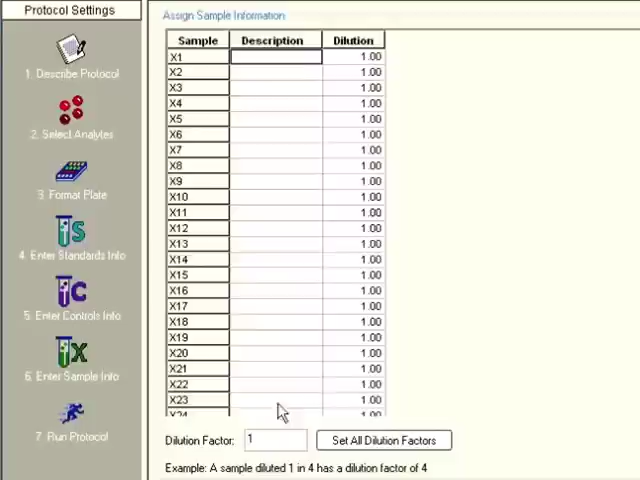 Protocol Settings
Assign Sample Information
1. Describe Protocol
2. Select Analytes
3. Format Plate
4. Enter Standards Info
5. Enter Controls Info
6. Enter Sample Info
7. Run Protocol
Sample Description Dilution
X1 1.00
X2 1.00
X3 1.00
X4 1.00
X5 1.00
X6 1.00
X7 1.00
X8 1.00
X9 1.00
X10 1.00
X11 1.00
X12 1.00
X13 1.00
X14 1.00
X15 1.00
X16 1.00
X17 1.00
X18 1.00
X19 1.00
X20 1.00
X21 1.00
X22 1.00
X23 1.00
X24 1.00
Dilution Factor: 1 Set All Dilution Factors
Example: A sample diluted 1 in 4 has a dilution factor of 4